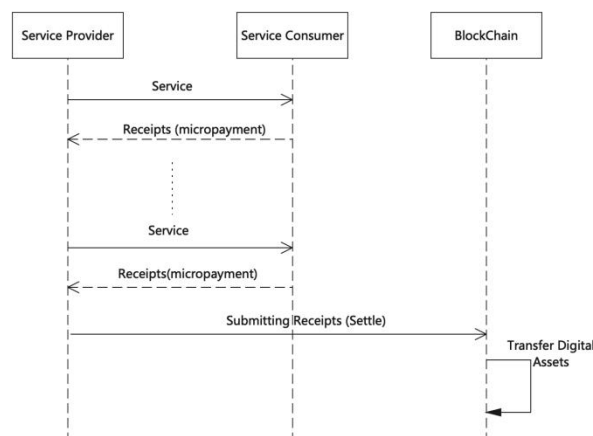 Service Provider
Service Consumer
BlockChain
Service
Receipts (micropayment)
Service
Receipts(micropayment)
Submitting Receipts (Settle)
Transfer Digital
Assets